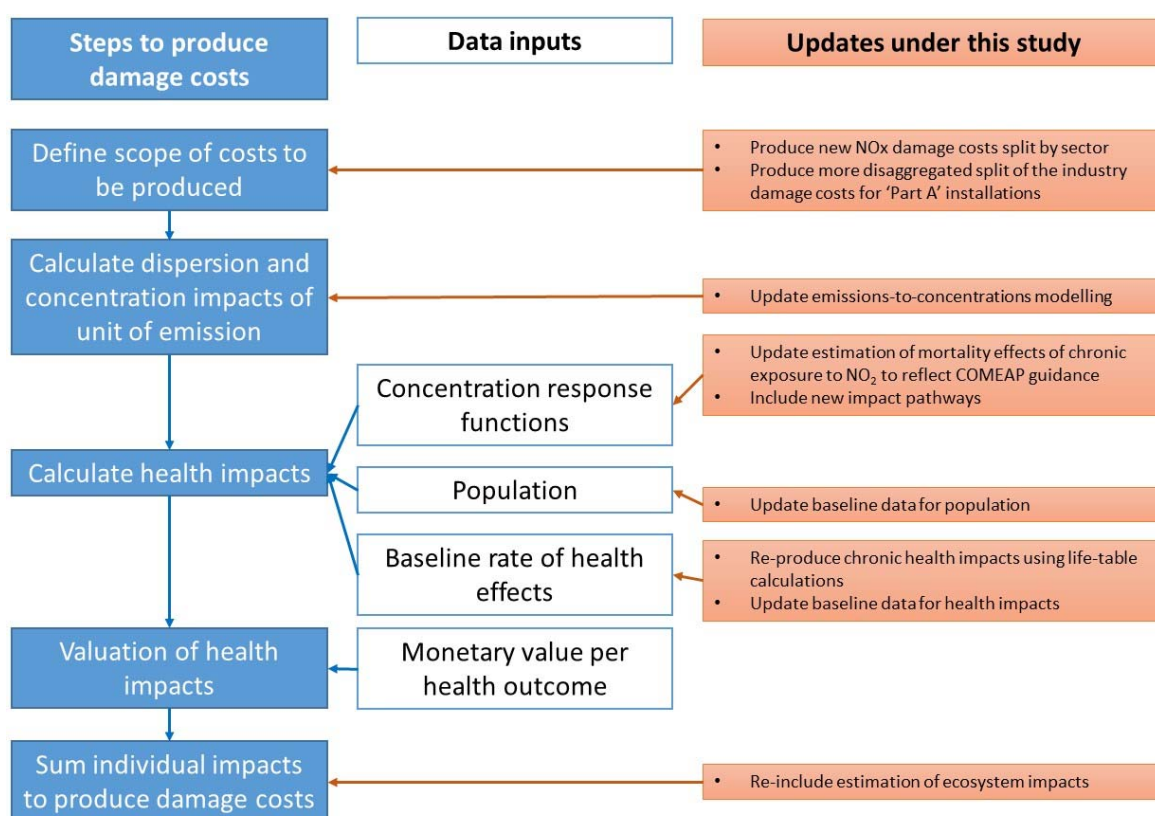 Steps to produce
damage costs
Data inputs
Updates under this study
Define scope of costs to
be produced
• Produce new NOx damage costs split by sector
• Produce more disaggregated split of the industry
damage costs for ‘Part A’ installations
Calculate dispersion and
concentration impacts of
unit of emission
• Update emissions-to-concentrations modelling
Concentration response
functions
• Update estimation of mortality effects of chronic
exposure to NO₂ to reflect COMEAP guidance
• Include new impact pathways
Calculate health impacts
Population
• Update baseline data for population
Baseline rate of health
effects
• Re-produce chronic health impacts using life-table
calculations
• Update baseline data for health impacts
Valuation of health
impacts
Monetary value per
health outcome
Sum individual impacts
to produce damage costs
• Re-include estimation of ecosystem impacts